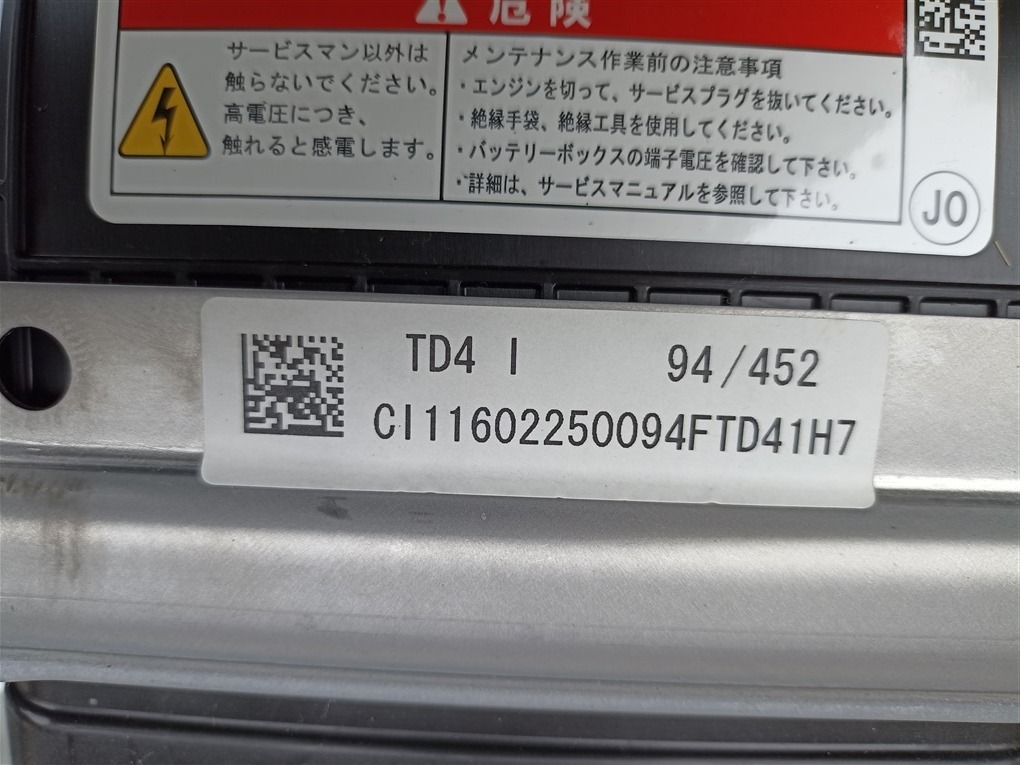 危険
サービスマン以外は
触らないでください。
高電圧につき、
触れると感電します。
メンテナンス作業前の注意事項
・エンジンを切って、サービスプラグを抜いてください。
・絶縁手袋、絶縁工具を使用してください。
・バッテリーボックスの端子電圧を確認して下さい。
・詳細は、サービスマニュアルを参照して下さい。
JO
TD4 I 94/452
CI11602250094FTD41H7